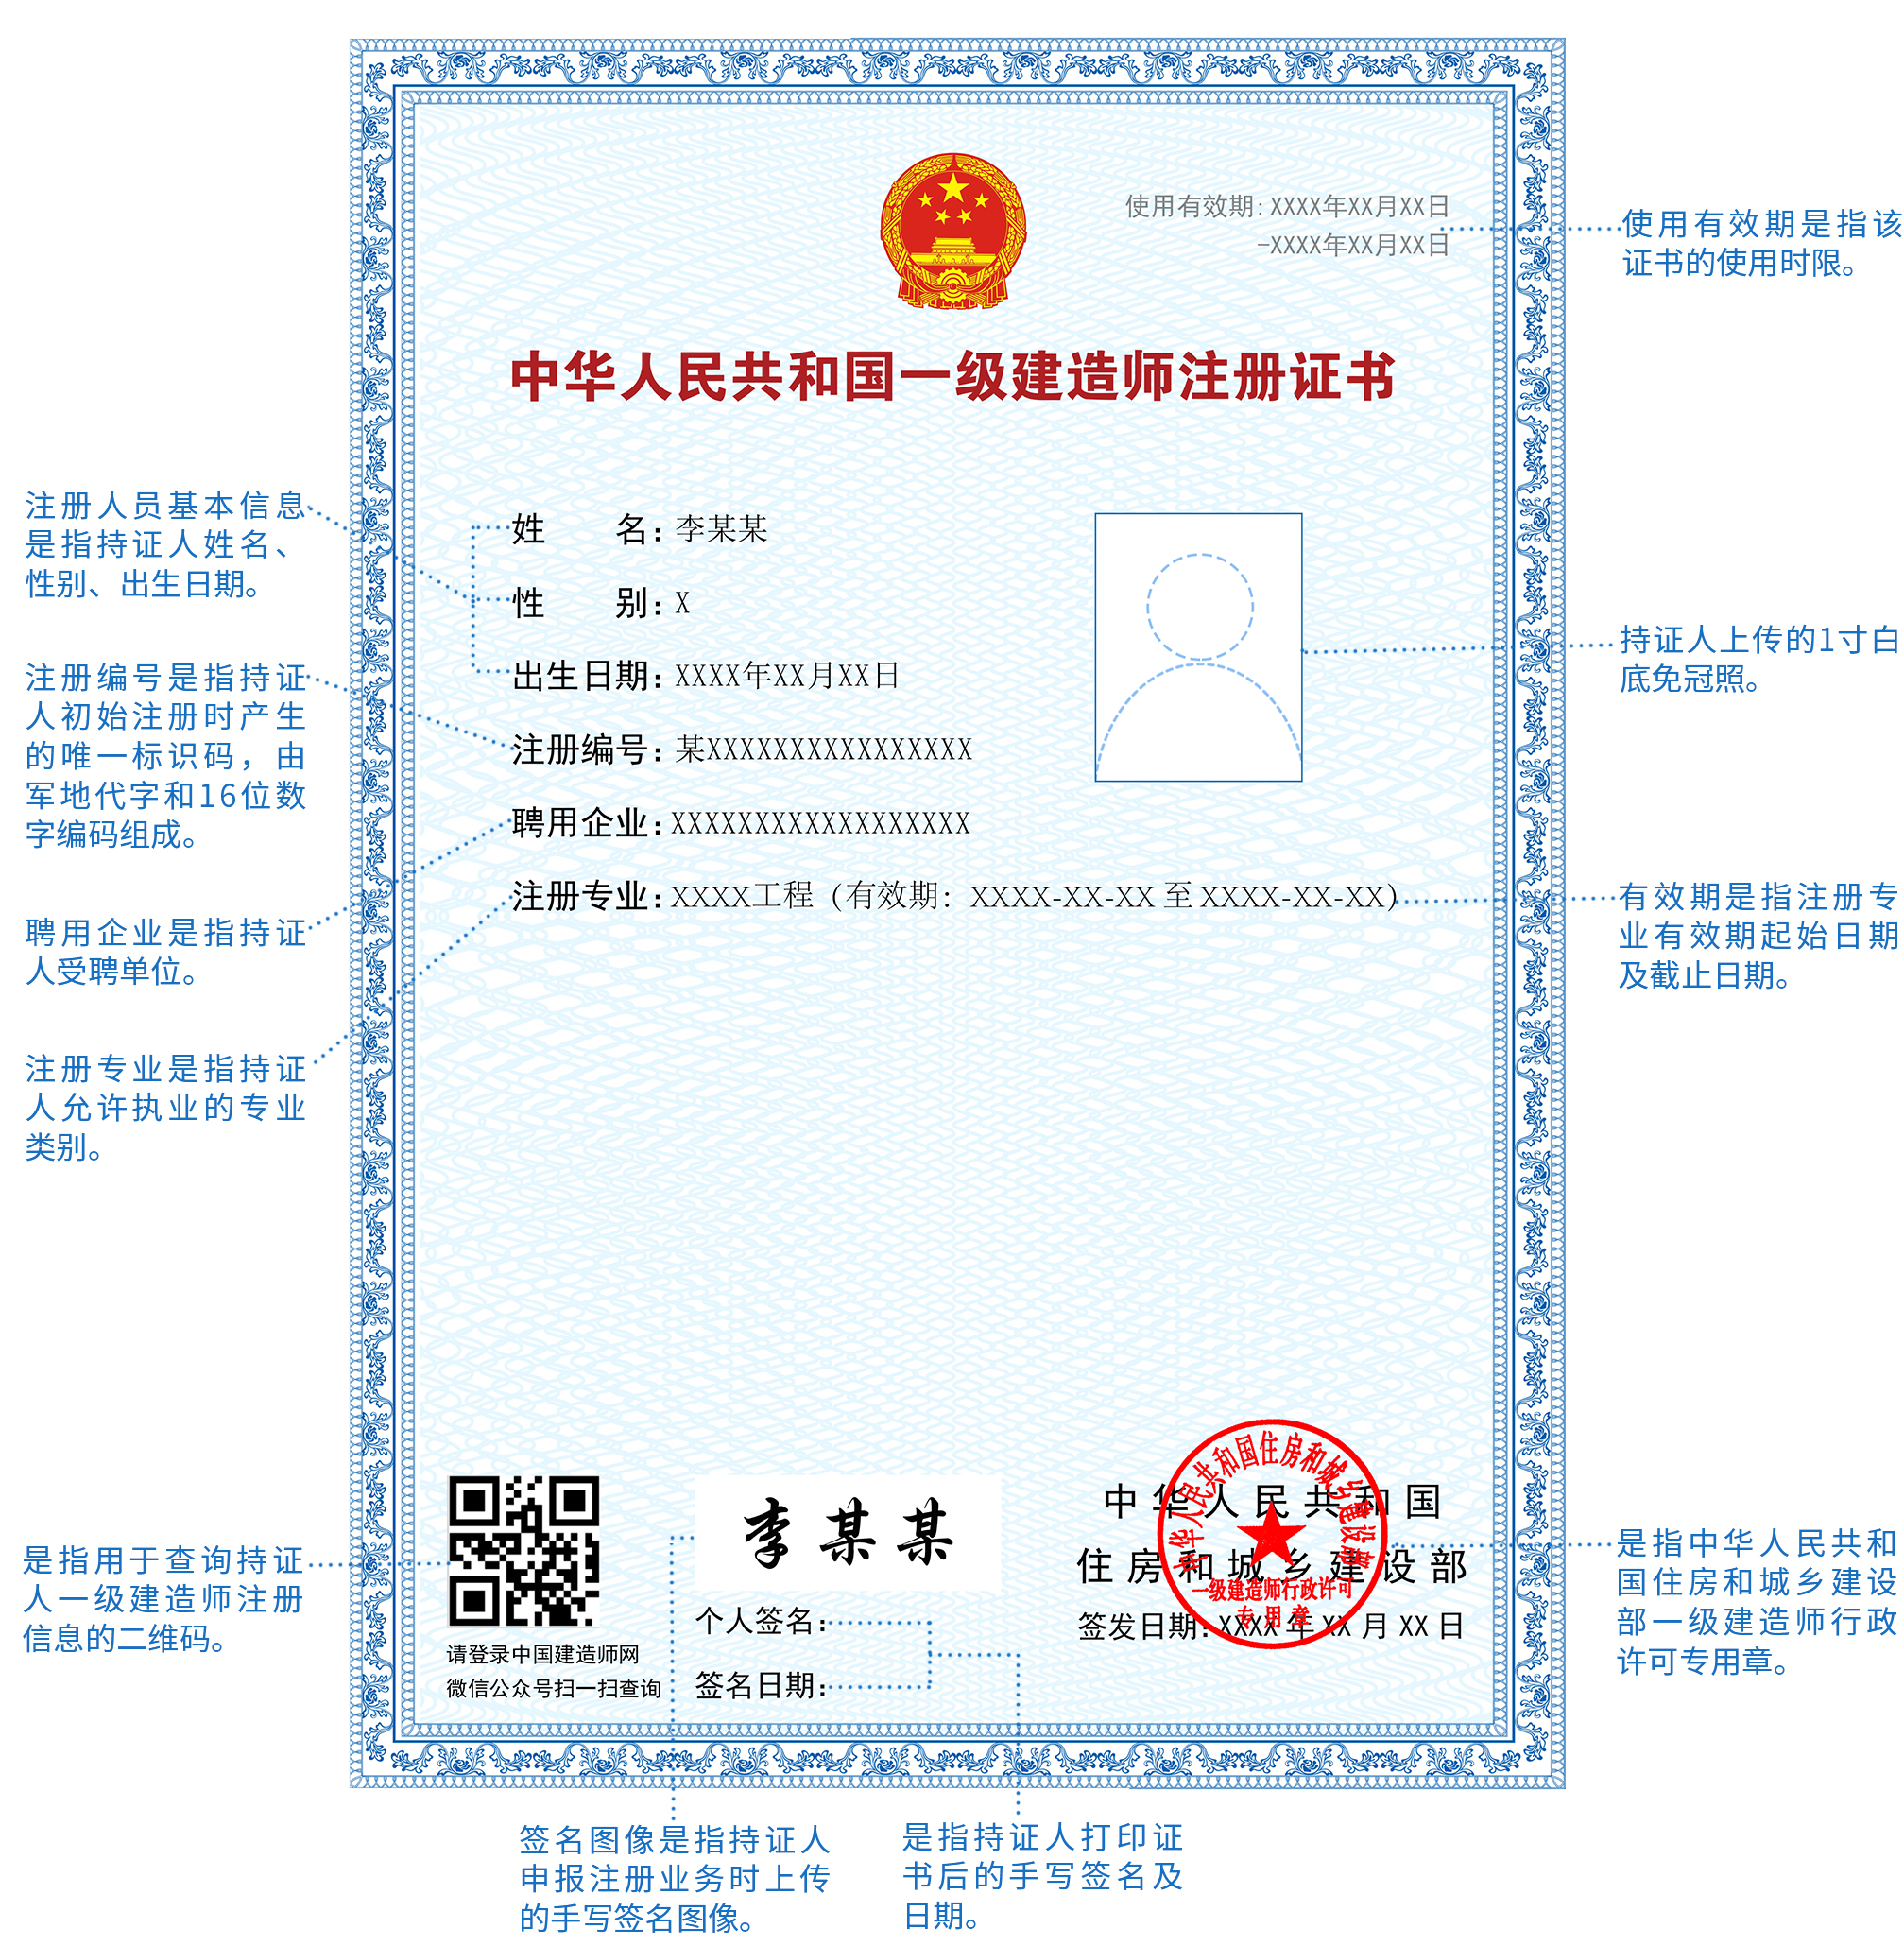 使用有效期：XXXX年XX月XX日
-XXXX年XX月XX日
使用有效期是指该
证书的使用时限。
中华人民共和国一级建造师注册证书
注册人员基本信息
是指持证人姓名、
性别、出生日期。
姓 名：李某某
性 别：X
出生日期：XXXX年XX月XX日
注册编号：某XXXXXXXXXXXXXXXX
聘用企业：XXXXXXXXXXXXXXXXXX
注册专业：XXXX工程（有效期：XXXX-XX-XX 至 XXXX-XX-XX）
持证人上传的1寸白
底免冠照。
注册编号是指持证
人初始注册时产生
的唯一标识码，由
军地代字和16位数
字编码组成。
聘用企业是指持证
人受聘单位。
有效期是指注册专
业有效期起始日期
及截止日期。
注册专业是指持证
人允许执业的专业
类别。
是指用于查询持证
人一级建造师注册
信息的二维码。
请登录中国建造师网
微信公众号扫一扫查询
李某某
个人签名：
签名日期：
中华人民共和国
住房和城乡建设部
签发日期：XXXX 年 XX 月 XX 日
中华人民共和国住房和城乡建设部
一级建造师行政许可
专用章
是指中华人民共和
国住房和城乡建设
部一级建造师行政
许可专用章。
签名图像是指持证人
申报注册业务时上传
的手写签名图像。
是指持证人打印证
书后的手写签名及
日期。